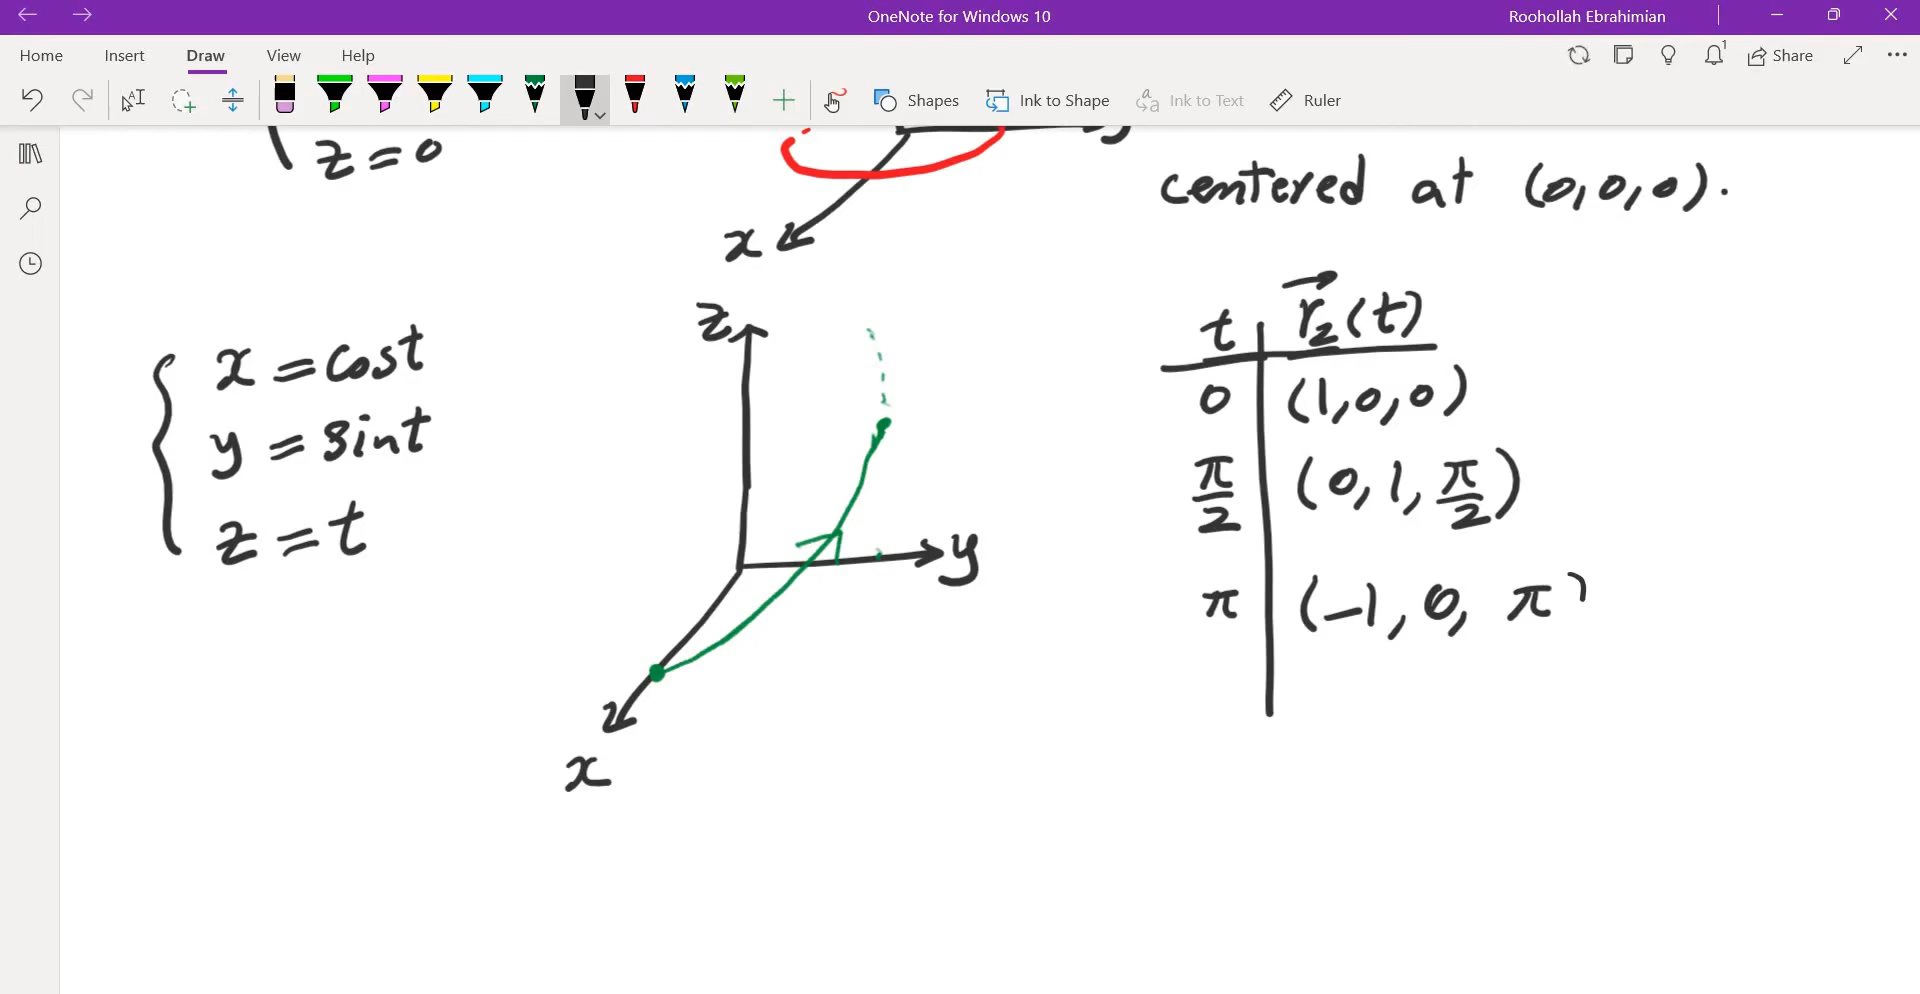 OneNote for Windows 10
Roohollah Ebrahimian
Home Insert Draw View Help
1
Share
Shapes Ink to Shape Ink to Text Ruler
z = 0
y
x
centered at (0,0,0).
x = cost
y = sint
z = t
z
y
x
t r₂(t)
0 (1,0,0)
π/2 (0,1,π/2)
π (-1,0,π)